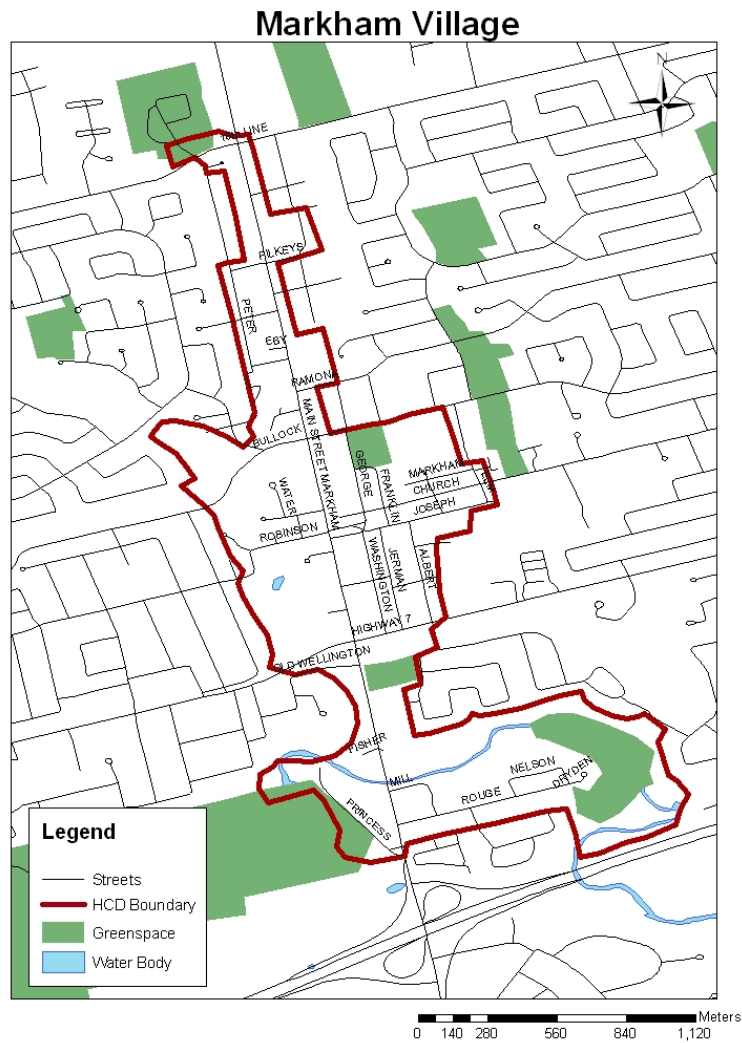 Markham Village
N
16TH LINE
PILKEYS
PETER
EBY
RAMONA
BULLOCK
MAIN STREET MARKHAM
GEORGE
FRANKLIN
MARKHAM
CHURCH
JOSEPH
WATER
ROBINSON
WASHINGTON
JERMAN
ALBERT
HIGHWAY 7
OLD WELLINGTON
FISHER
MILL
NELSON
DRYDEN
ROUGE
PRINCESS
Legend
Streets
HCD Boundary
Greenspace
Water Body
Meters
0 140 280 560 840 1,120